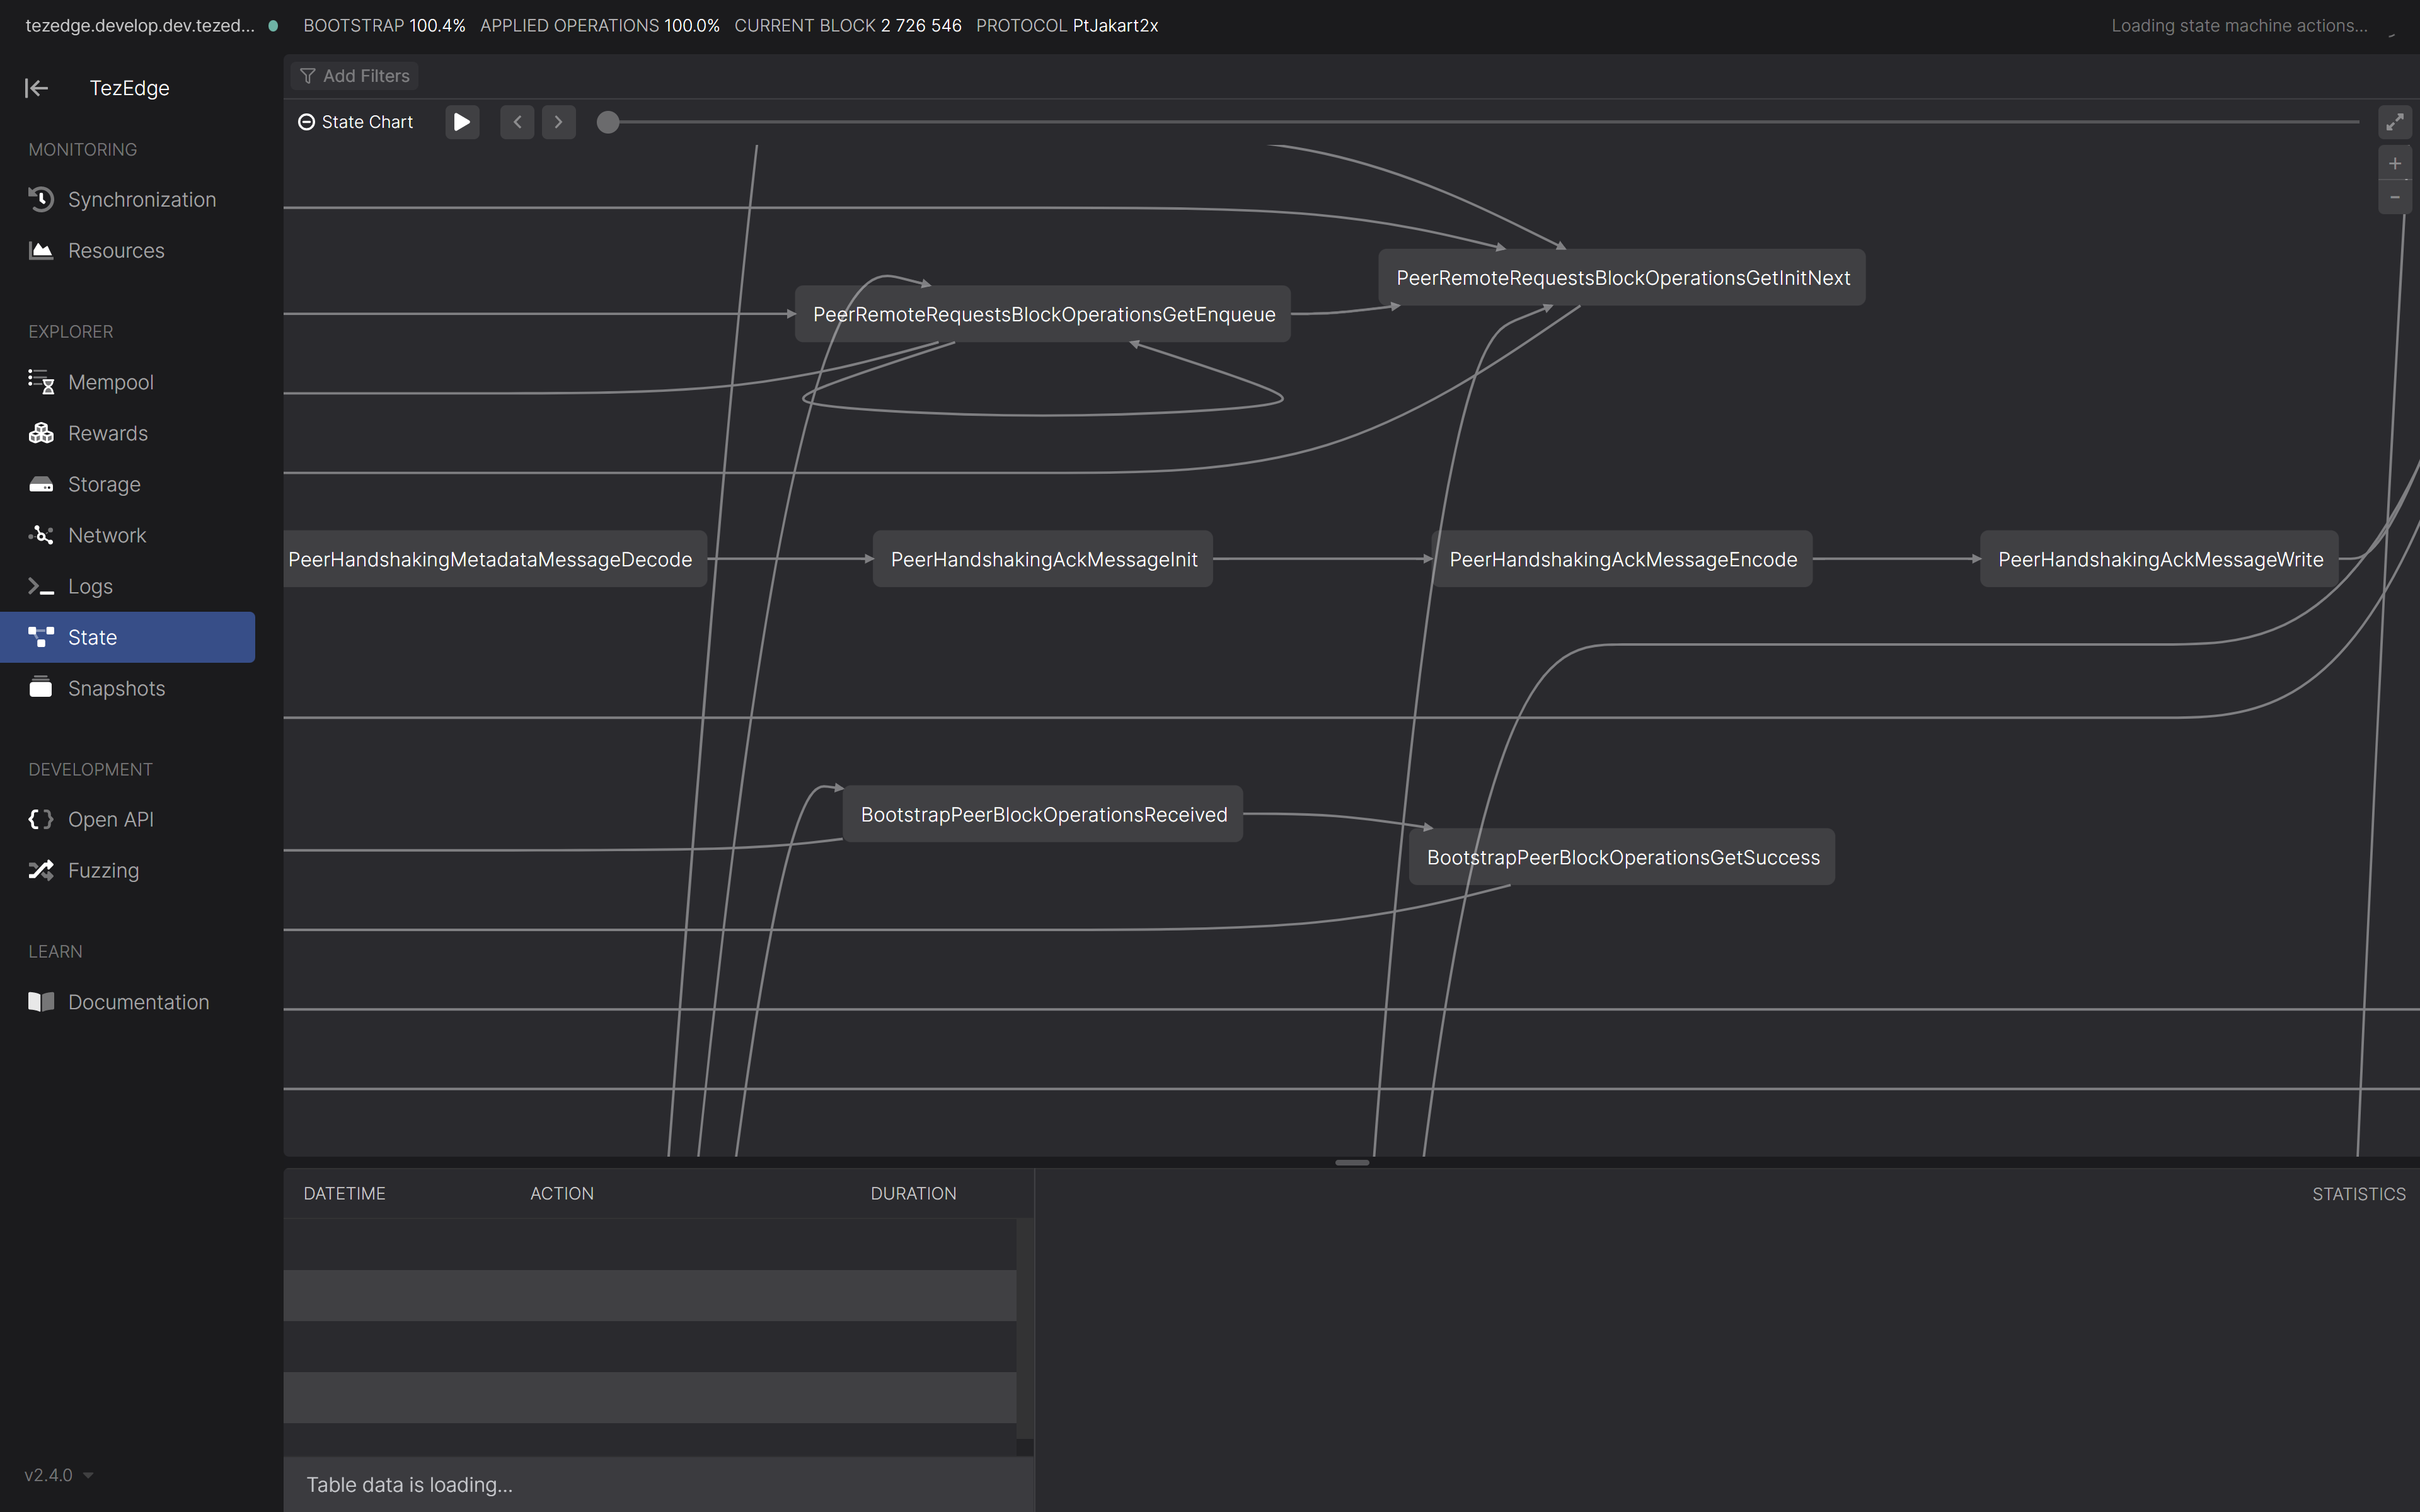 tezedge.develop.dev.tezed...
BOOTSTRAP 100.4% APPLIED OPERATIONS 100.0% CURRENT BLOCK 2 726 546 PROTOCOL PtJakart2x
Loading state machine actions...
TezEdge
MONITORING
Synchronization
Resources
EXPLORER
Mempool
Rewards
Storage
Network
Logs
State
Snapshots
DEVELOPMENT
Open API
Fuzzing
LEARN
Documentation
v2.4.0
Add Filters
State Chart
+
-
PeerRemoteRequestsBlockOperationsGetInitNext
PeerRemoteRequestsBlockOperationsGetEnqueue
PeerHandshakingMetadataMessageDecode
PeerHandshakingAckMessageInit
PeerHandshakingAckMessageEncode
PeerHandshakingAckMessageWrite
BootstrapPeerBlockOperationsReceived
BootstrapPeerBlockOperationsGetSuccess
DATETIME ACTION DURATION
STATISTICS
Table data is loading...